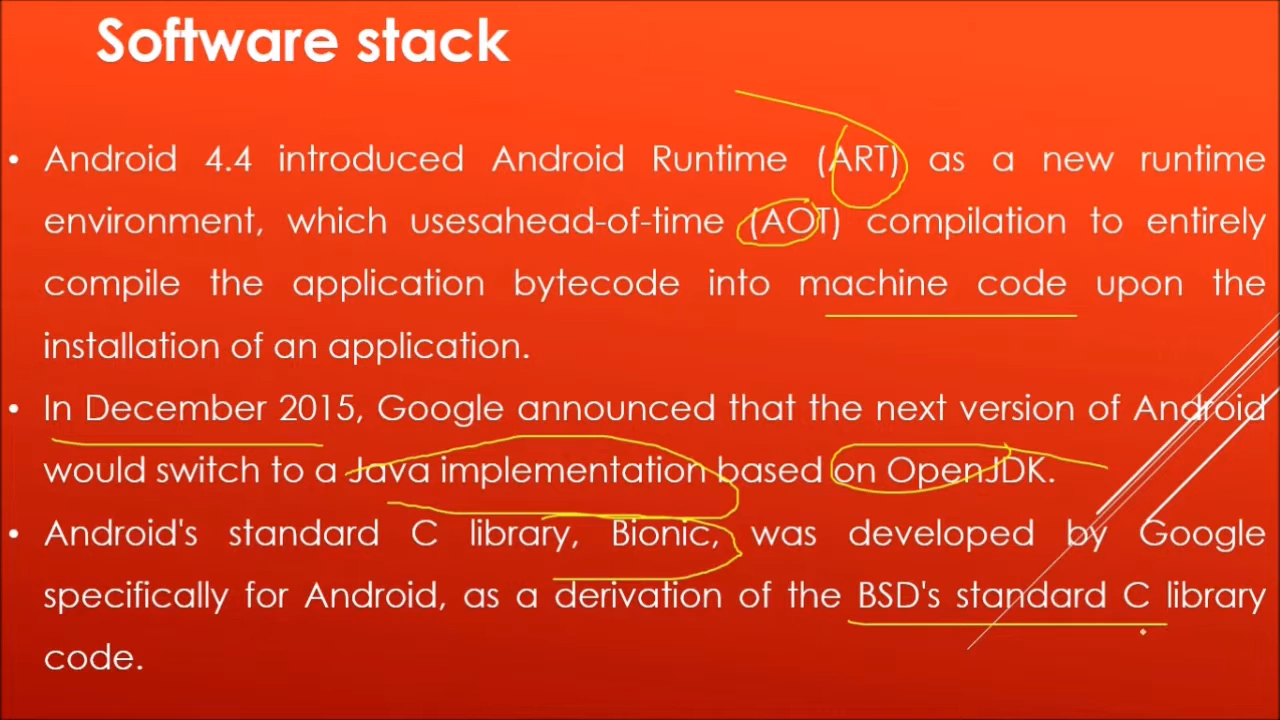 Software stack
• Android 4.4 introduced Android Runtime (ART) as a new runtime
environment, which usesahead-of-time (AOT) compilation to entirely
compile the application bytecode into machine code upon the
installation of an application.
• In December 2015, Google announced that the next version of Android
would switch to a Java implementation based on OpenJDK.
• Android's standard C library, Bionic, was developed by Google
specifically for Android, as a derivation of the BSD's standard C library
code.